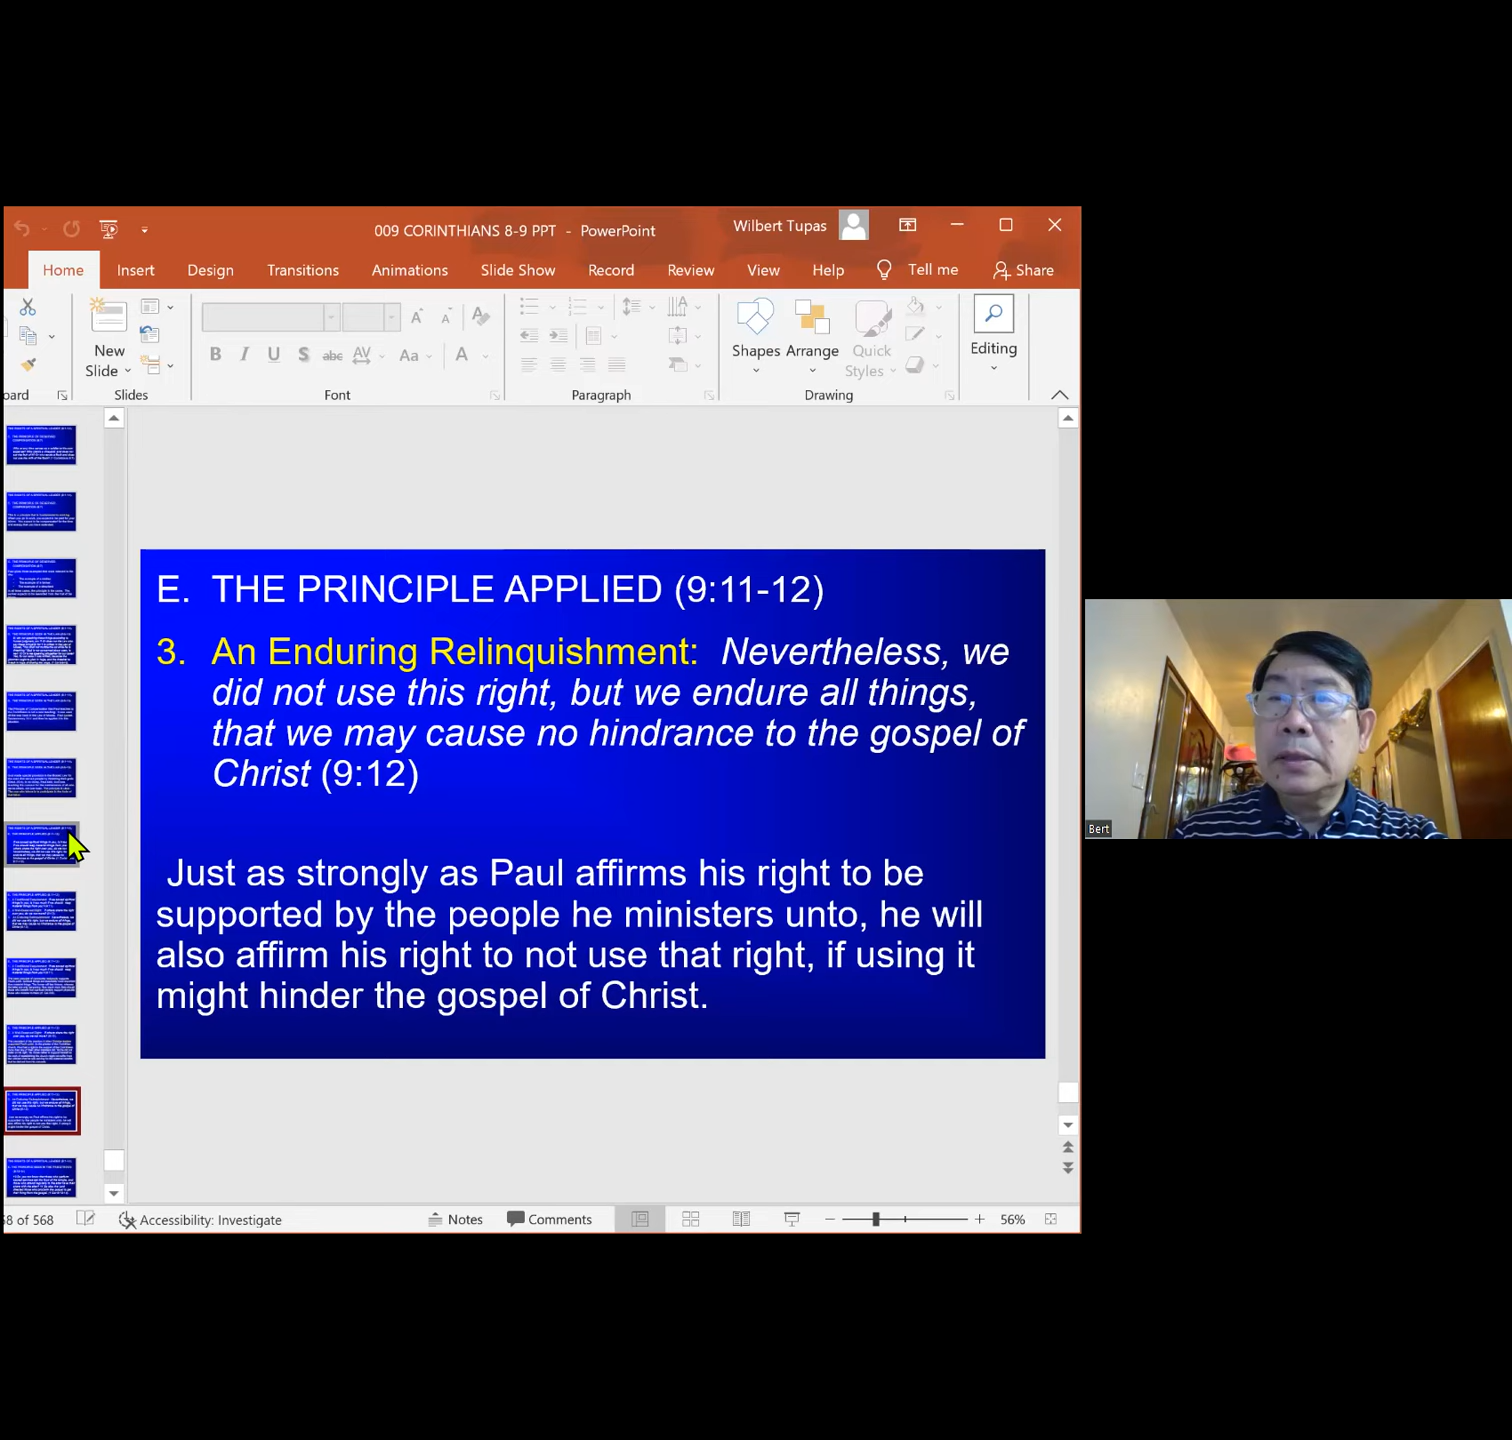 009 CORINTHIANS 8-9 PPT - PowerPoint
Wilbert Tupas
Home Insert Design Transitions Animations Slide Show Record Review View Help Tell me Share
New
Slide
Shapes Arrange Quick
Styles
Editing
B I U S abc AV Aa A
oard Slides Font Paragraph Drawing
E. THE PRINCIPLE APPLIED (9:11-12)
3. An Enduring Relinquishment: Nevertheless, we
did not use this right, but we endure all things,
that we may cause no hindrance to the gospel of
Christ (9:12)
Just as strongly as Paul affirms his right to be
supported by the people he ministers unto, he will
also affirm his right to not use that right, if using it
might hinder the gospel of Christ.
Bert
58 of 568 Accessibility: Investigate Notes Comments 56%